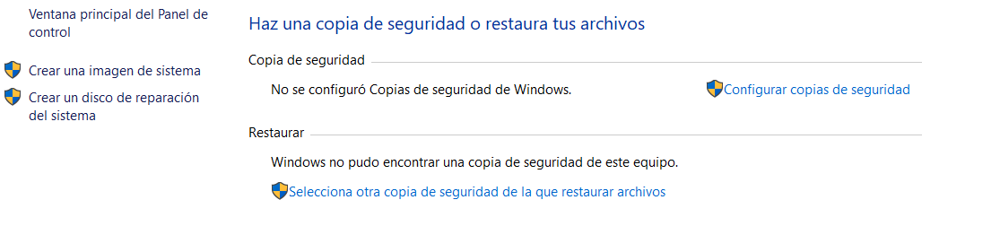 Ventana principal del Panel de
control
Crear una imagen de sistema
Crear un disco de reparación
del sistema
Haz una copia de seguridad o restaura tus archivos
Copia de seguridad
No se configuró Copias de seguridad de Windows.
Configurar copias de seguridad
Restaurar
Windows no pudo encontrar una copia de seguridad de este equipo.
Selecciona otra copia de seguridad de la que restaurar archivos